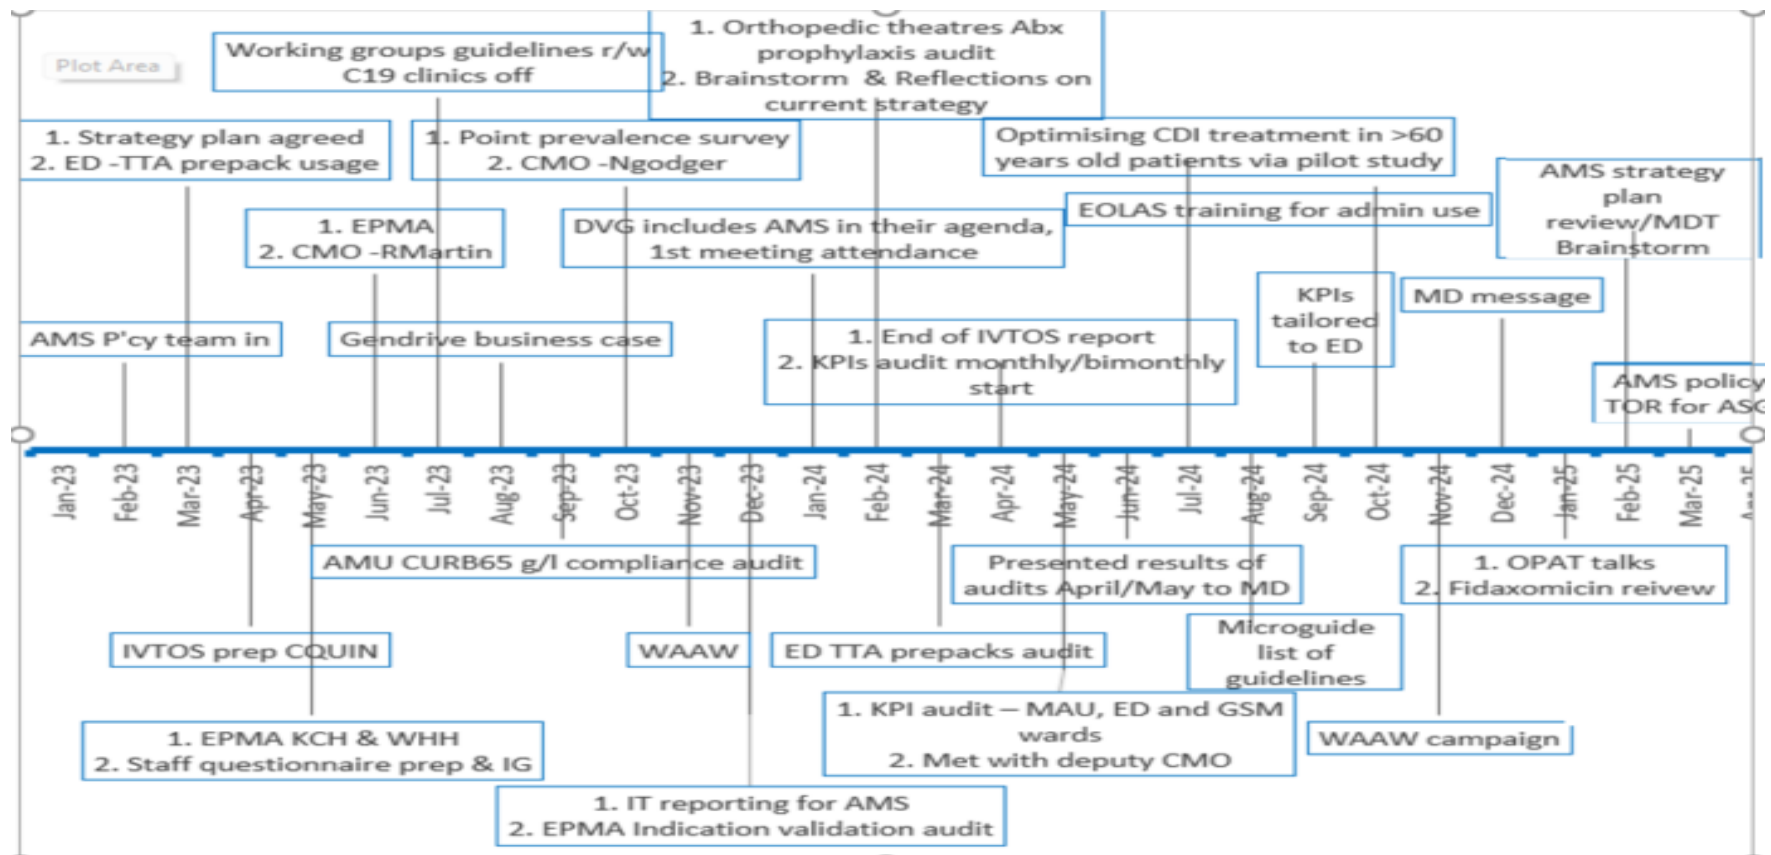 Plot Area
Working groups guidelines r/w
C19 clinics off
1. Orthopedic theatres Abx
prophylaxis audit
2. Brainstorm & Reflections on
current strategy
1. Strategy plan agreed
2. ED -TTA prepack usage
1. Point prevalence survey
2. CMO -Ngodger
Optimising CDI treatment in >60
years old patients via pilot study
AMS strategy
plan
review/MDT
Brainstorm
1. EPMA
2. CMO -RMartin
DVG includes AMS in their agenda,
1st meeting attendance
EOLAS training for admin use
KPIs
tailored
to ED
MD message
AMS P'cy team in
Gendrive business case
1. End of IVTOS report
2. KPIs audit monthly/bimonthly
start
AMS policy
TOR for ASG
Jan-23
Feb-23
Mar-23
Apr-23
May-23
Jun-23
Jul-23
Aug-23
Sep-23
Oct-23
Nov-23
Dec-23
Jan-24
Feb-24
Mar-24
Apr-24
May-24
Jun-24
Jul-24
Aug-24
Sep-24
Oct-24
Nov-24
Dec-24
Jan-25
Feb-25
Mar-25
AMU CURB65 g/l compliance audit
Presented results of
audits April/May to MD
1. OPAT talks
2. Fidaxomicin reivew
IVTOS prep CQUIN
WAAW
ED TTA prepacks audit
Microguide
list of
guidelines
1. EPMA KCH & WHH
2. Staff questionnaire prep & IG
1. KPI audit – MAU, ED and GSM
wards
2. Met with deputy CMO
WAAW campaign
1. IT reporting for AMS
2. EPMA Indication validation audit